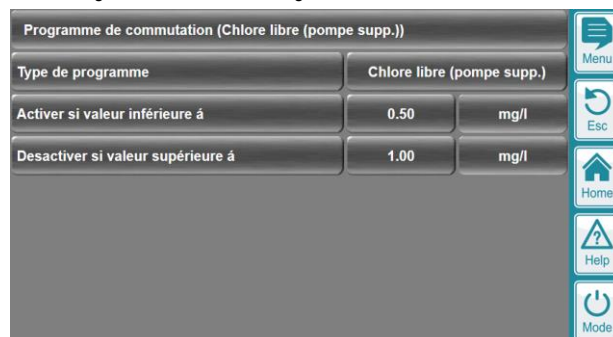 Programme de commutation (Chlore libre (pompe supp.))
Type de programme Chlore libre (pompe supp.)
Activer si valeur inférieure á 0.50 mg/l
Desactiver si valeur supérieure á 1.00 mg/l
Menu
Esc
Home
Help
Mode